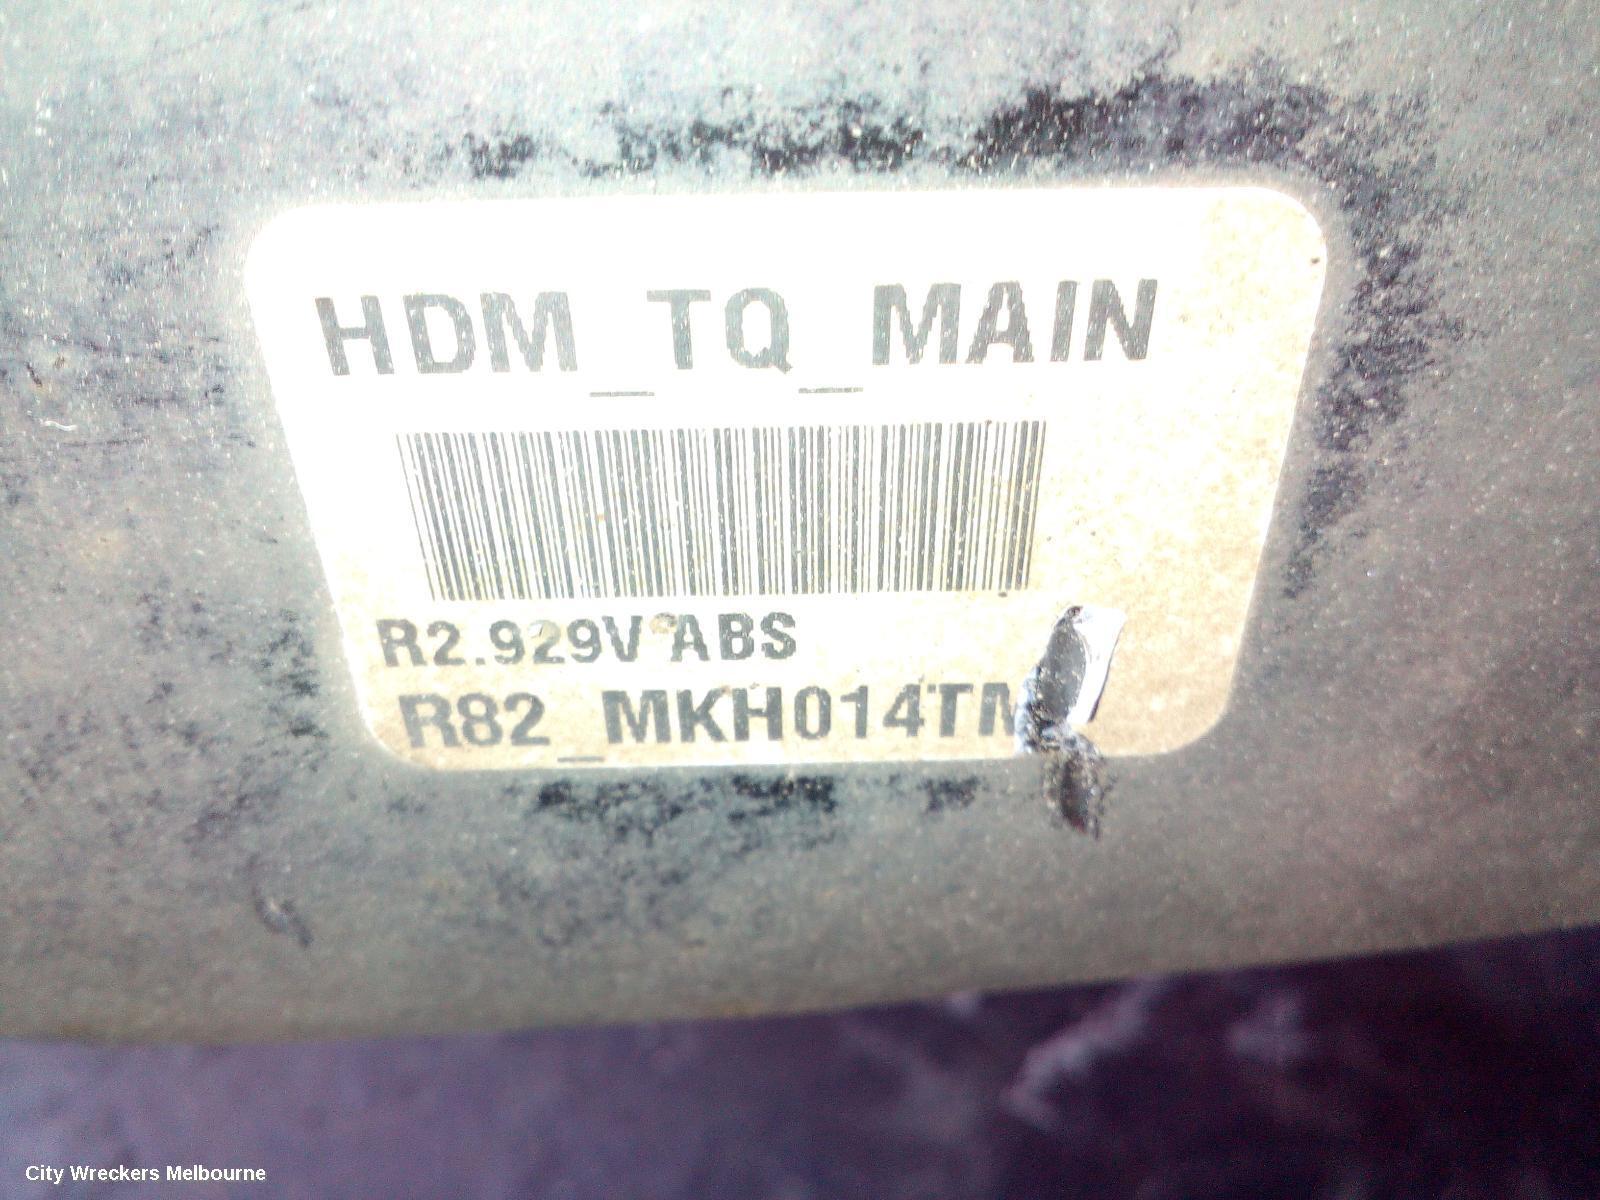 HDM_TQ_MAIN
R2.929V ABS
R82_MKH014TM
City Wreckers Melbourne